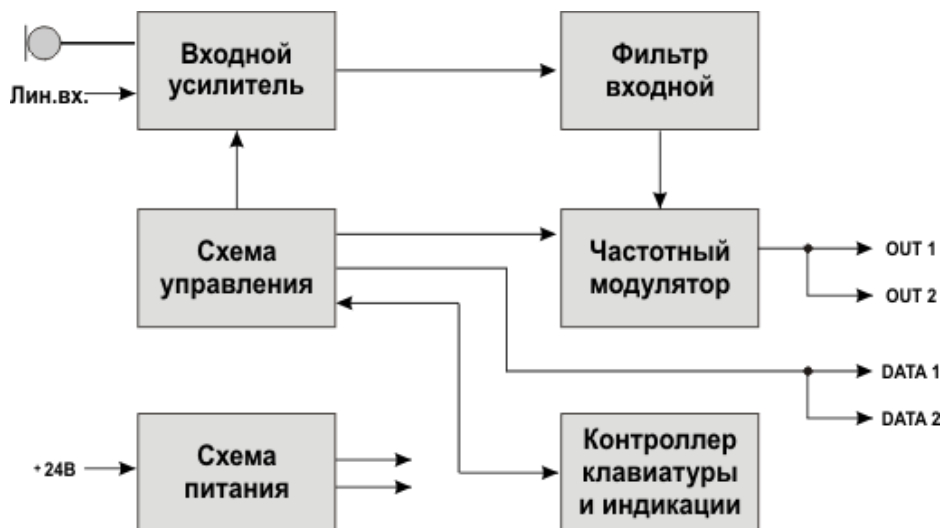 Входной
усилитель
Фильтр
входной
Лин.вх.
Схема
управления
Частотный
модулятор
OUT 1
OUT 2
DATA 1
DATA 2
+24В
Схема
питания
Контроллер
клавиатуры
и индикации